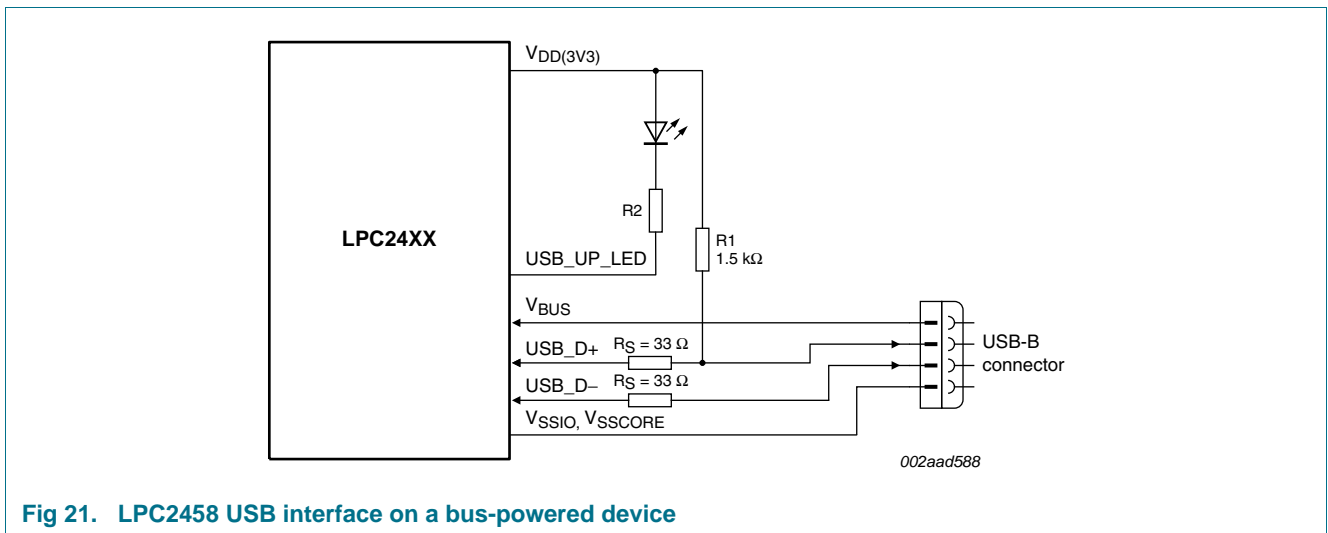 VDD(3V3)
R2
LPC24XX
R1
1.5 kΩ
USB_UP_LED
VBUS
USB_D+
RS = 33 Ω
USB-B
connector
USB_D−
RS = 33 Ω
VSSIO, VSSCORE
002aad588
Fig 21. LPC2458 USB interface on a bus-powered device